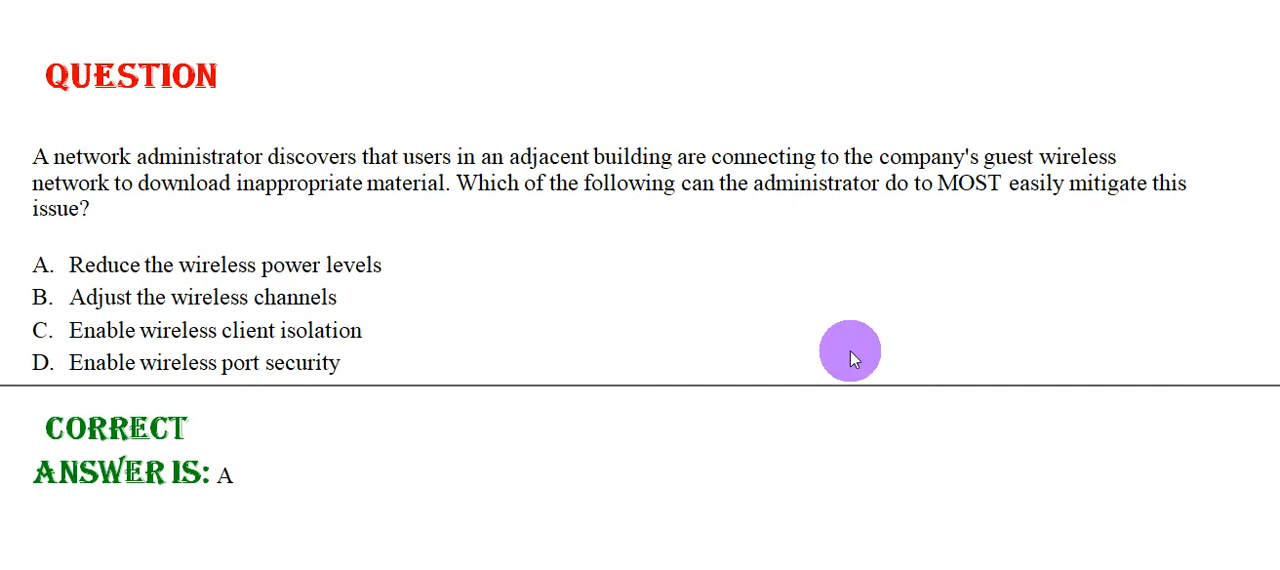 QUESTION
A network administrator discovers that users in an adjacent building are connecting to the company's guest wireless
network to download inappropriate material. Which of the following can the administrator do to MOST easily mitigate this
issue?
A. Reduce the wireless power levels
B. Adjust the wireless channels
C. Enable wireless client isolation
D. Enable wireless port security
CORRECT
ANSWER IS: A